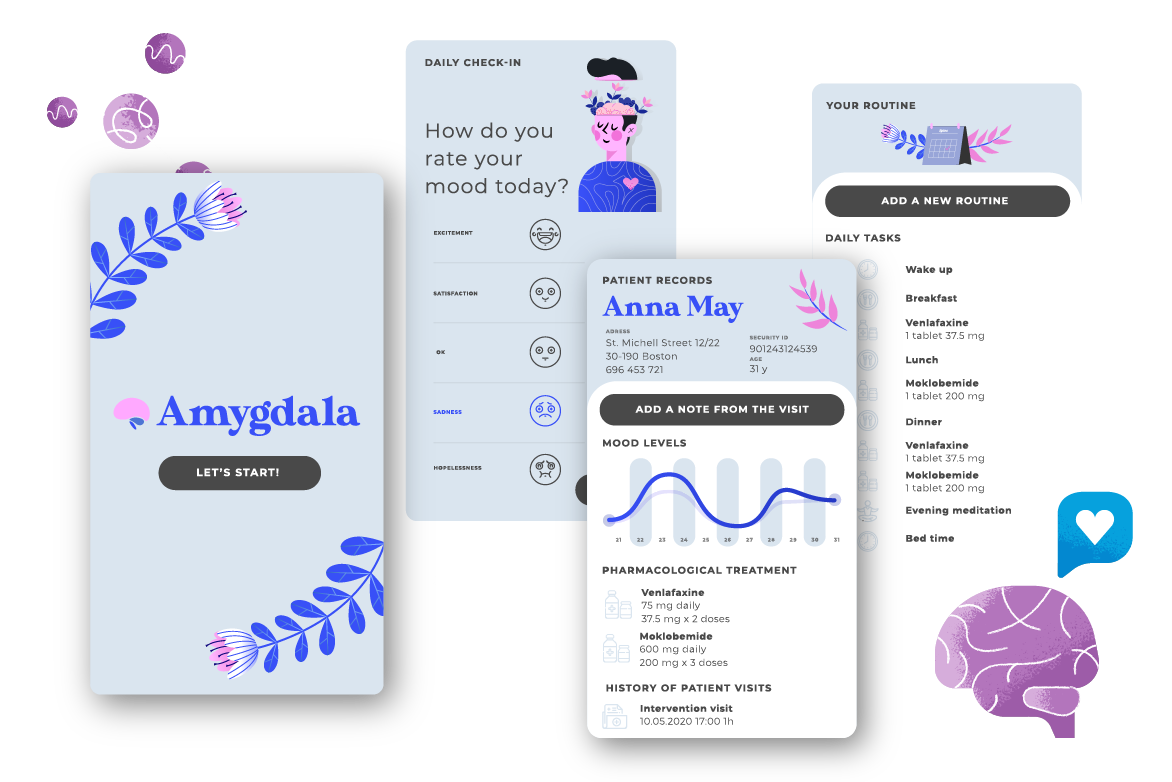 Amygdala
LET'S START!
DAILY CHECK-IN
How do you
rate your
mood today?
EXCITEMENT
SATISFACTION
OK
SADNESS
HOPELESSNESS
PATIENT RECORDS
Anna May
ADRESS
St. Michell Street 12/22
30-190 Boston
696 453 721
SECURITY ID
901243124539
AGE
31 y
ADD A NOTE FROM THE VISIT
MOOD LEVELS
21 22 23 24 25 26 27 28 29 30 31
PHARMACOLOGICAL TREATMENT
Venlafaxine
75 mg daily
37.5 mg x 2 doses
Moklobemide
600 mg daily
200 mg x 3 doses
HISTORY OF PATIENT VISITS
Intervention visit
10.05.2020 17:00 1h
YOUR ROUTINE
ADD A NEW ROUTINE
DAILY TASKS
Wake up
Breakfast
Venlafaxine
1 tablet 37.5 mg
Lunch
Moklobemide
1 tablet 200 mg
Dinner
Venlafaxine
1 tablet 37.5 mg
Moklobemide
1 tablet 200 mg
Evening meditation
Bed time